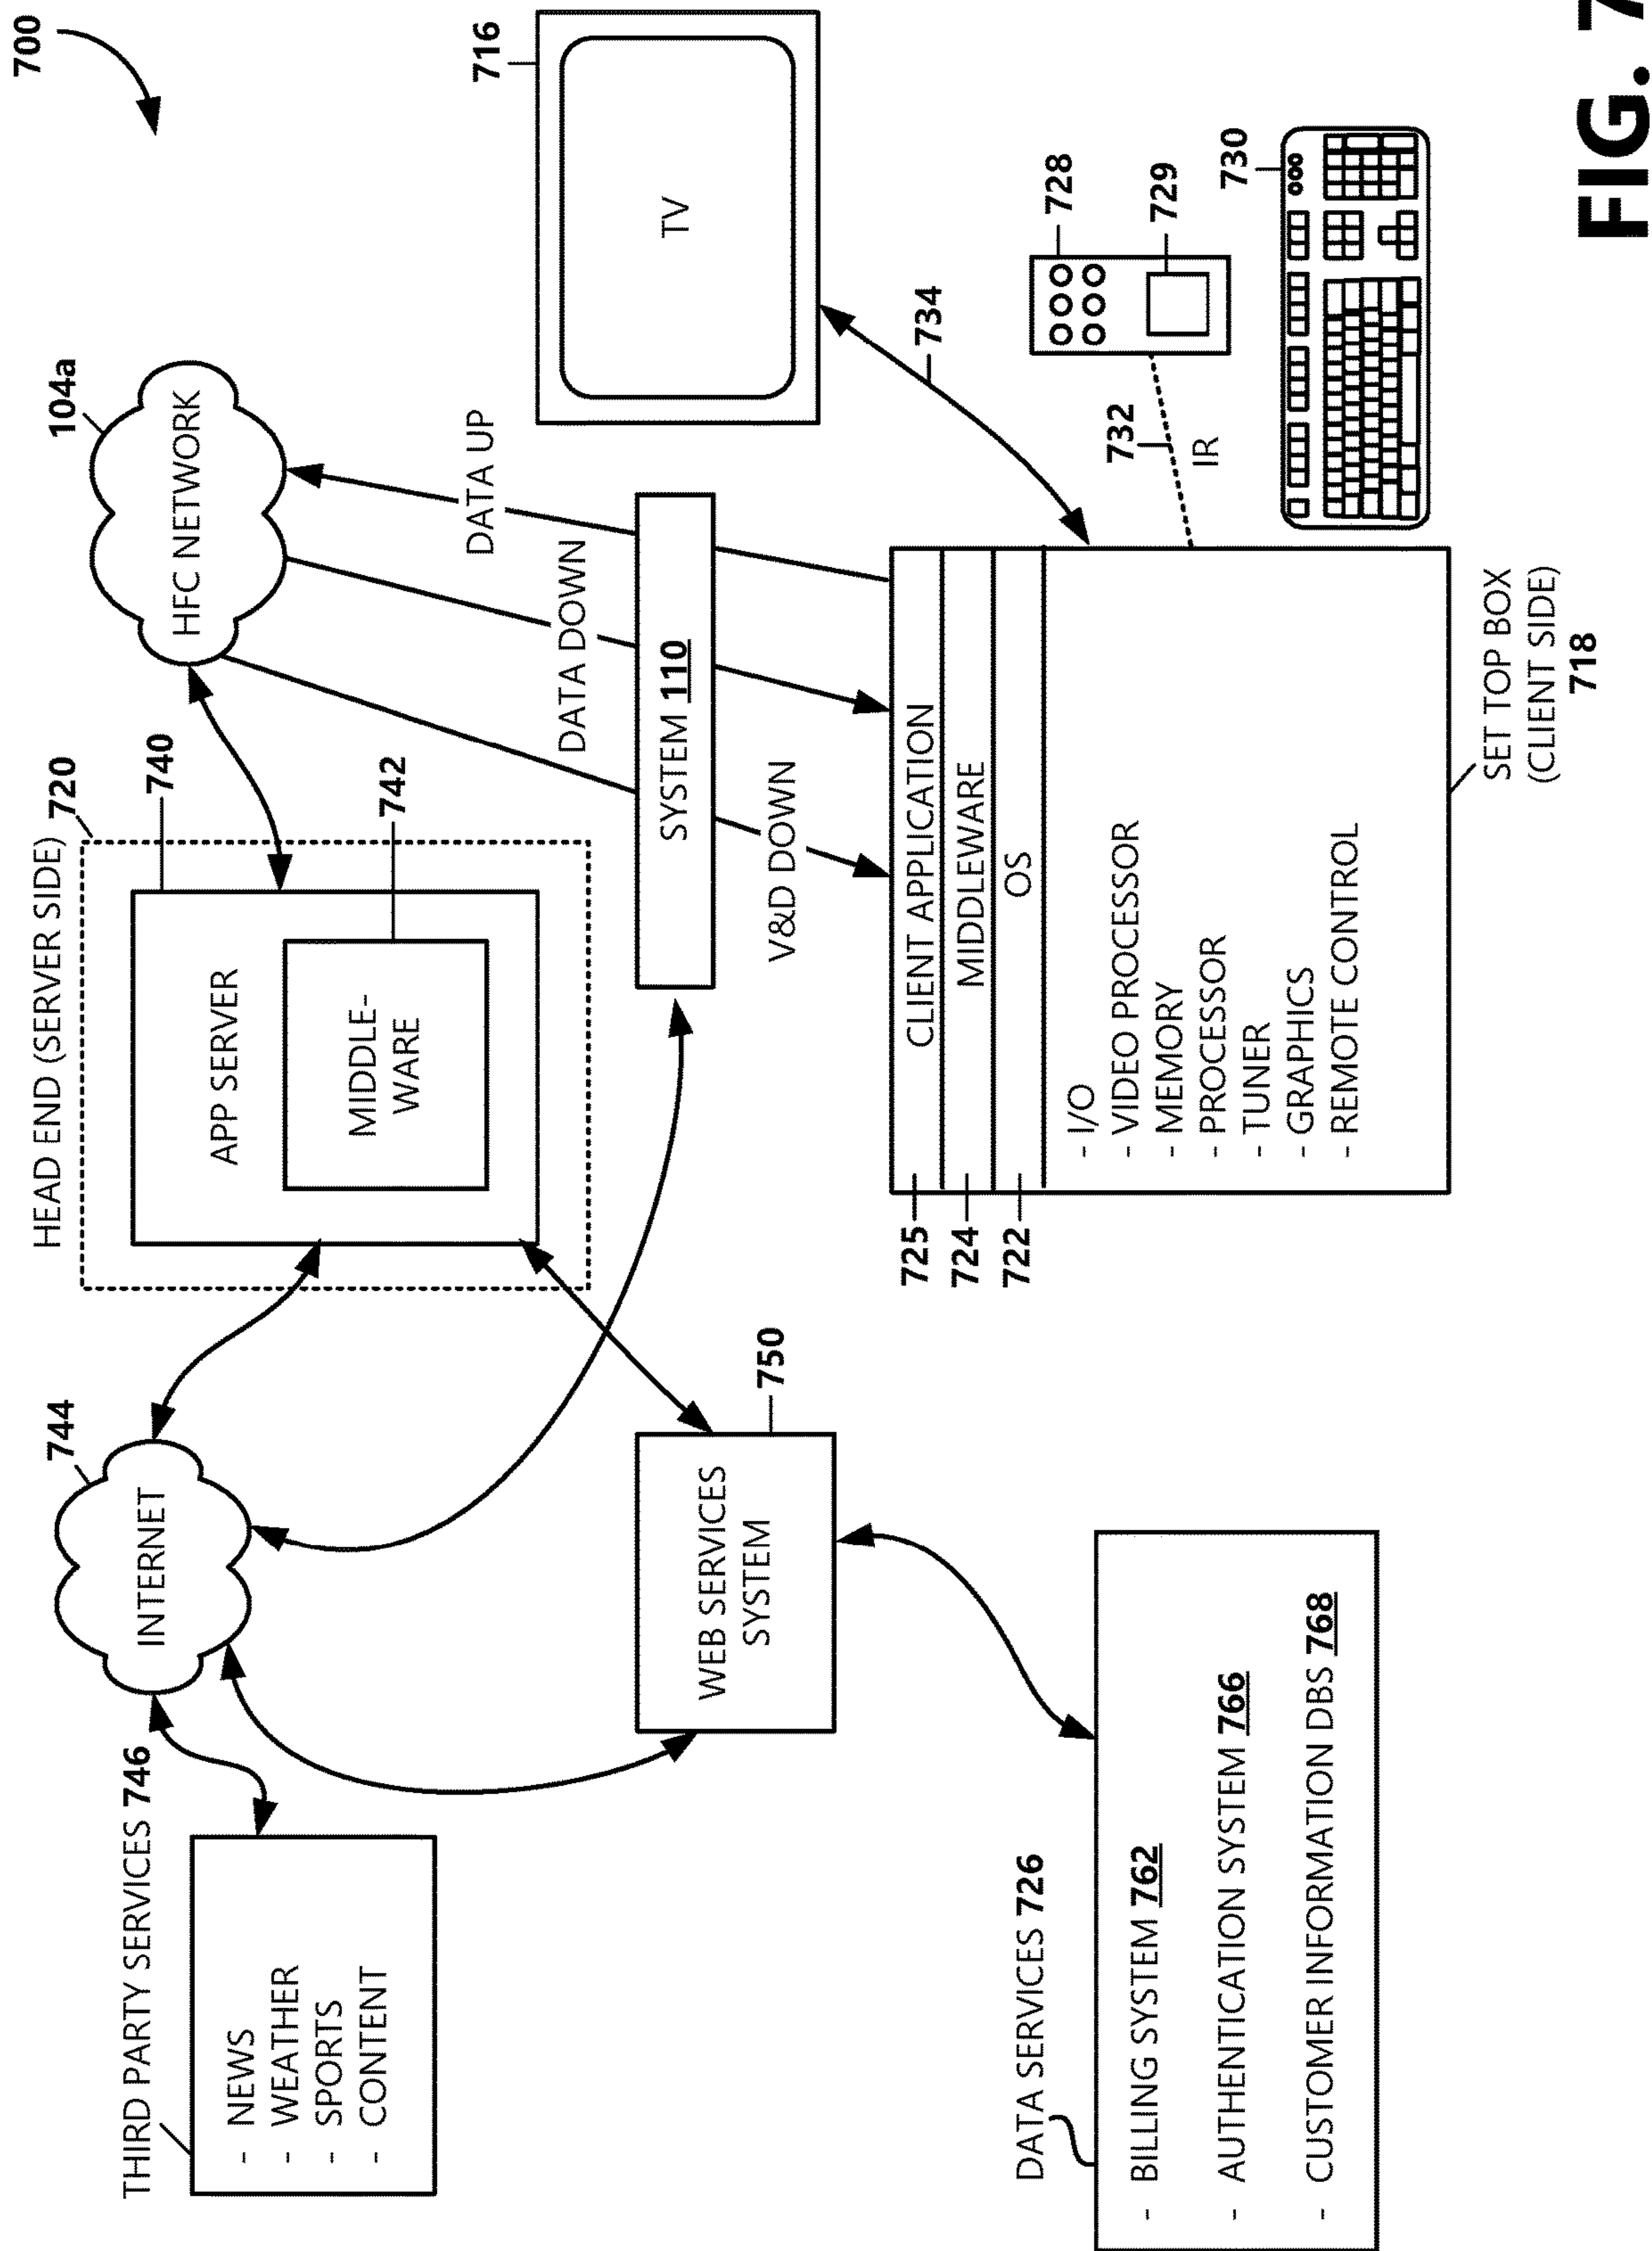 700
HEAD END (SERVER SIDE)
720
104a
HFC NETWORK
744
INTERNET
740
APP SERVER
742
MIDDLE-
WARE
THIRD PARTY SERVICES 746
- NEWS
- WEATHER
- SPORTS
- CONTENT
716
TV
DATA UP
DATA DOWN
SYSTEM 110
V&D DOWN
750
WEB SERVICES
SYSTEM
734
725
CLIENT APPLICATION
724
MIDDLEWARE
722
OS
- I/O
- VIDEO PROCESSOR
- MEMORY
- PROCESSOR
- TUNER
- GRAPHICS
- REMOTE CONTROL
728
729
732
IR
730
DATA SERVICES 726
- BILLING SYSTEM 762
- AUTHENTICATION SYSTEM 766
- CUSTOMER INFORMATION DBS 768
SET TOP BOX
(CLIENT SIDE)
718
FIG. 7